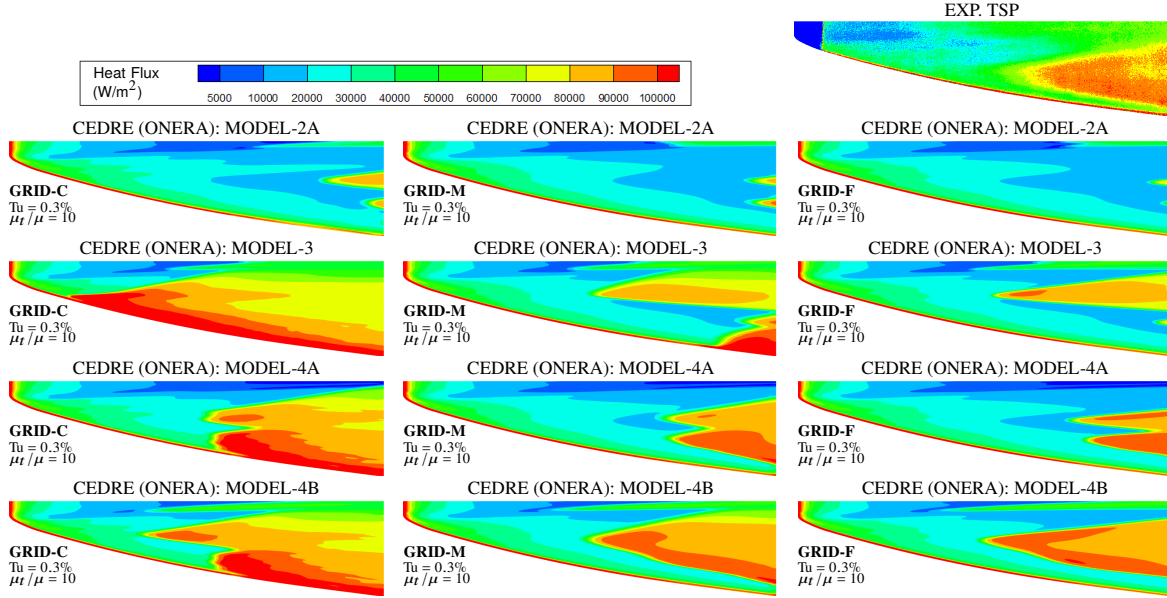 EXP. TSP
Heat Flux
(W/m²)
5000 10000 20000 30000 40000 50000 60000 70000 80000 90000 100000
CEDRE (ONERA): MODEL-2A CEDRE (ONERA): MODEL-2A CEDRE (ONERA): MODEL-2A
GRID-C GRID-M GRID-F
Tu = 0.3% Tu = 0.3% Tu = 0.3%
μt/μ = 10 μt/μ = 10 μt/μ = 10
CEDRE (ONERA): MODEL-3 CEDRE (ONERA): MODEL-3 CEDRE (ONERA): MODEL-3
GRID-C GRID-M GRID-F
Tu = 0.3% Tu = 0.3% Tu = 0.3%
μt/μ = 10 μt/μ = 10 μt/μ = 10
CEDRE (ONERA): MODEL-4A CEDRE (ONERA): MODEL-4A CEDRE (ONERA): MODEL-4A
GRID-C GRID-M GRID-F
Tu = 0.3% Tu = 0.3% Tu = 0.3%
μt/μ = 10 μt/μ = 10 μt/μ = 10
CEDRE (ONERA): MODEL-4B CEDRE (ONERA): MODEL-4B CEDRE (ONERA): MODEL-4B
GRID-C GRID-M GRID-F
Tu = 0.3% Tu = 0.3% Tu = 0.3%
μt/μ = 10 μt/μ = 10 μt/μ = 10